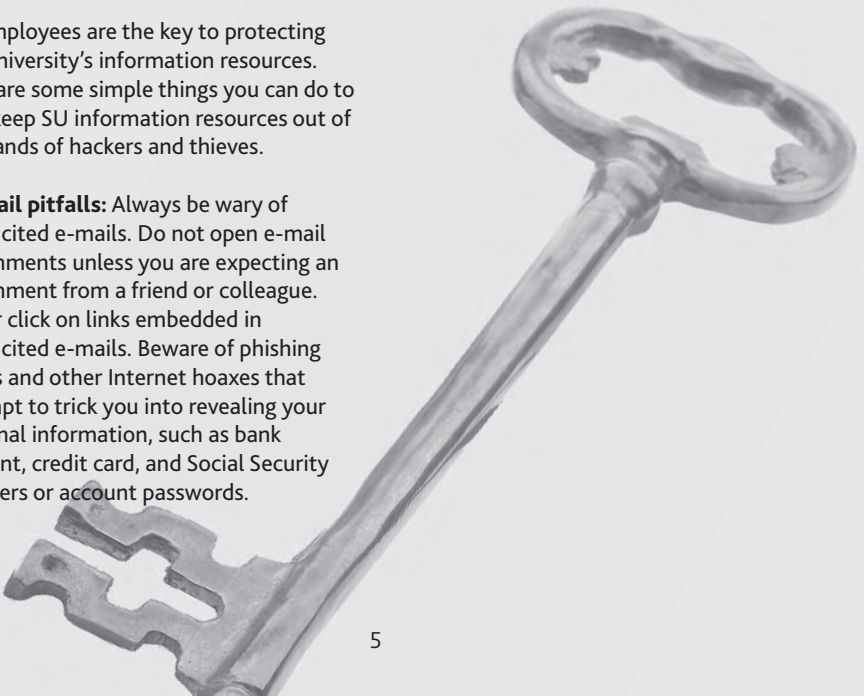 mployees are the key to protecting
niversity's information resources.
are some simple things you can do to
keep SU information resources out of
ands of hackers and thieves.
ail pitfalls: Always be wary of
cited e-mails. Do not open e-mail
hments unless you are expecting an
hment from a friend or colleague.
r click on links embedded in
cited e-mails. Beware of phishing
s and other Internet hoaxes that
mpt to trick you into revealing your
nal information, such as bank
nt, credit card, and Social Security
ers or account passwords.
5